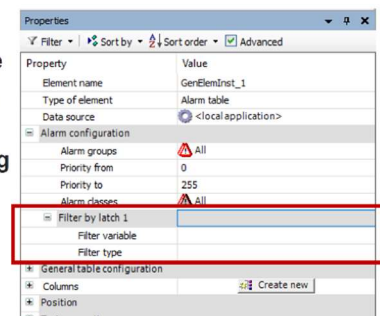 Properties
Filter Sort by Sort order Advanced
Property Value
Element name GenElemInst_1
Type of element Alarm table
Data source <local application>
Alarm configuration
Alarm groups All
Priority from 0
Priority to 255
Alarm classes All
Filter by latch 1
Filter variable
Filter type
General table configuration
Columns Create new
Position